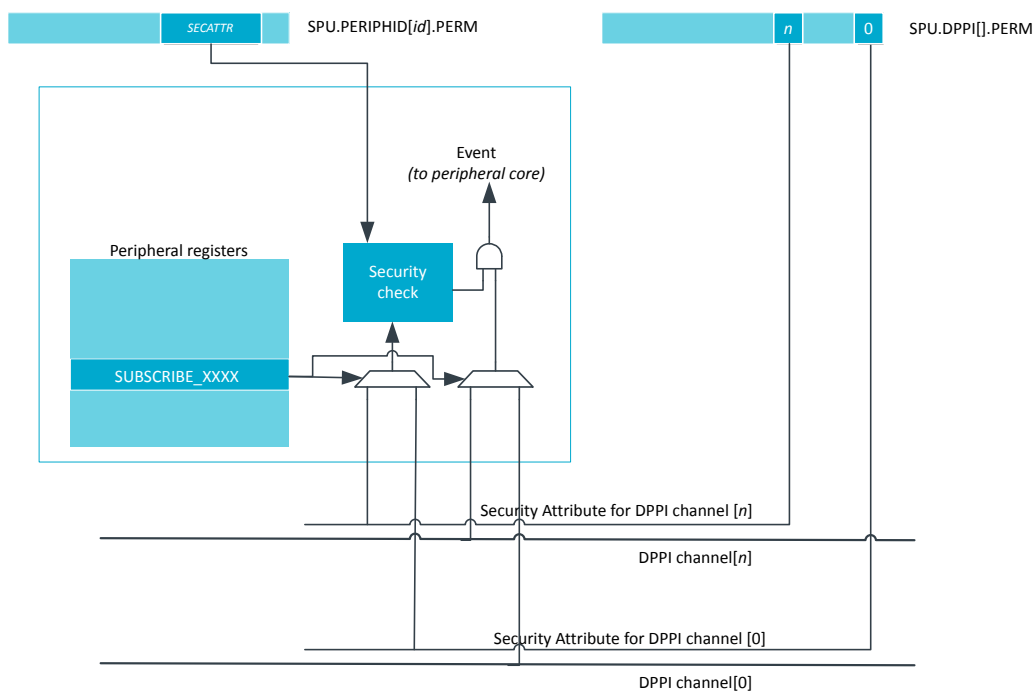 SECATTR
SPU.PERIPHID[id].PERM
n
0
SPU.DPPI[].PERM
Event
(to peripheral core)
Peripheral registers
Security
check
SUBSCRIBE_XXXX
Security Attribute for DPPI channel [n]
DPPI channel[n]
Security Attribute for DPPI channel [0]
DPPI channel[0]